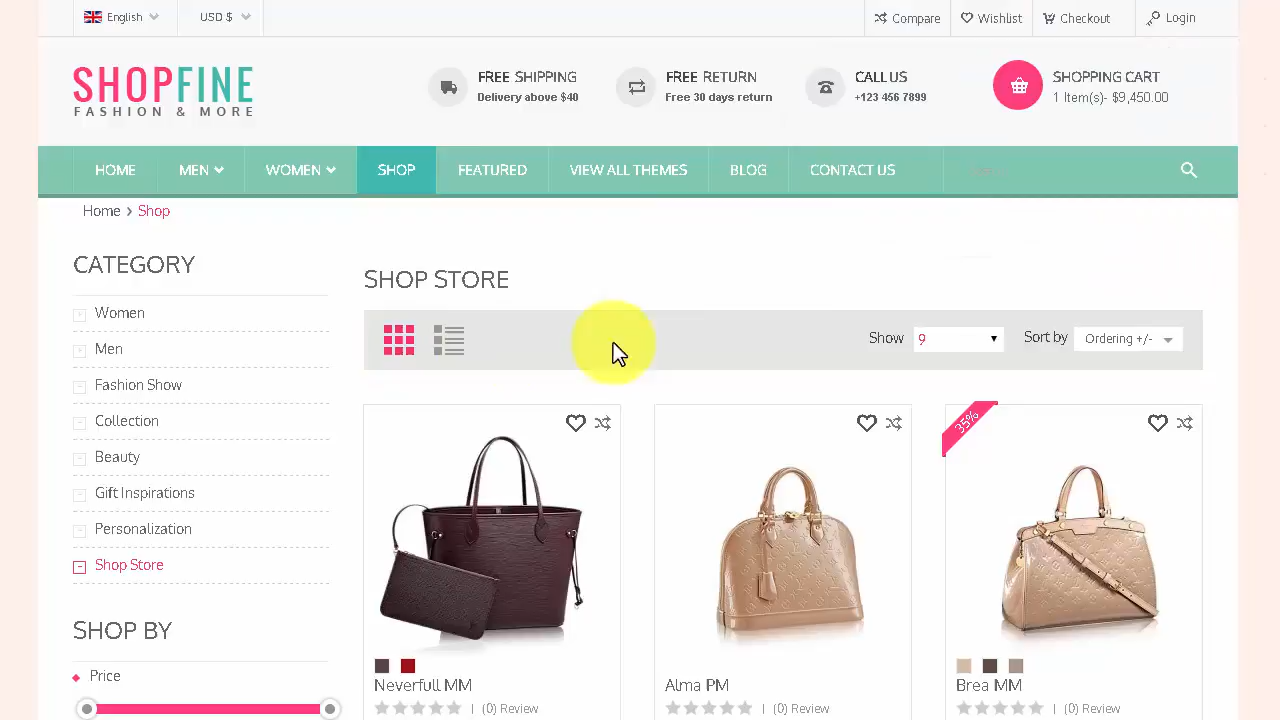 English
USD $
Compare
Wishlist
Checkout
Login
SHOPFINE
FASHION & MORE
FREE SHIPPING
Delivery above $40
FREE RETURN
Free 30 days return
CALL US
+123 456 7899
SHOPPING CART
1 Item(s)- $9,450.00
HOME
MEN
WOMEN
SHOP
FEATURED
VIEW ALL THEMES
BLOG
CONTACT US
Home > Shop
CATEGORY
Women
Men
Fashion Show
Collection
Beauty
Gift Inspirations
Personalization
Shop Store
SHOP BY
Price
SHOP STORE
Show 9
Sort by Ordering +/-
35%
Neverfull MM
| (0) Review
Alma PM
| (0) Review
Brea MM
| (0) Review